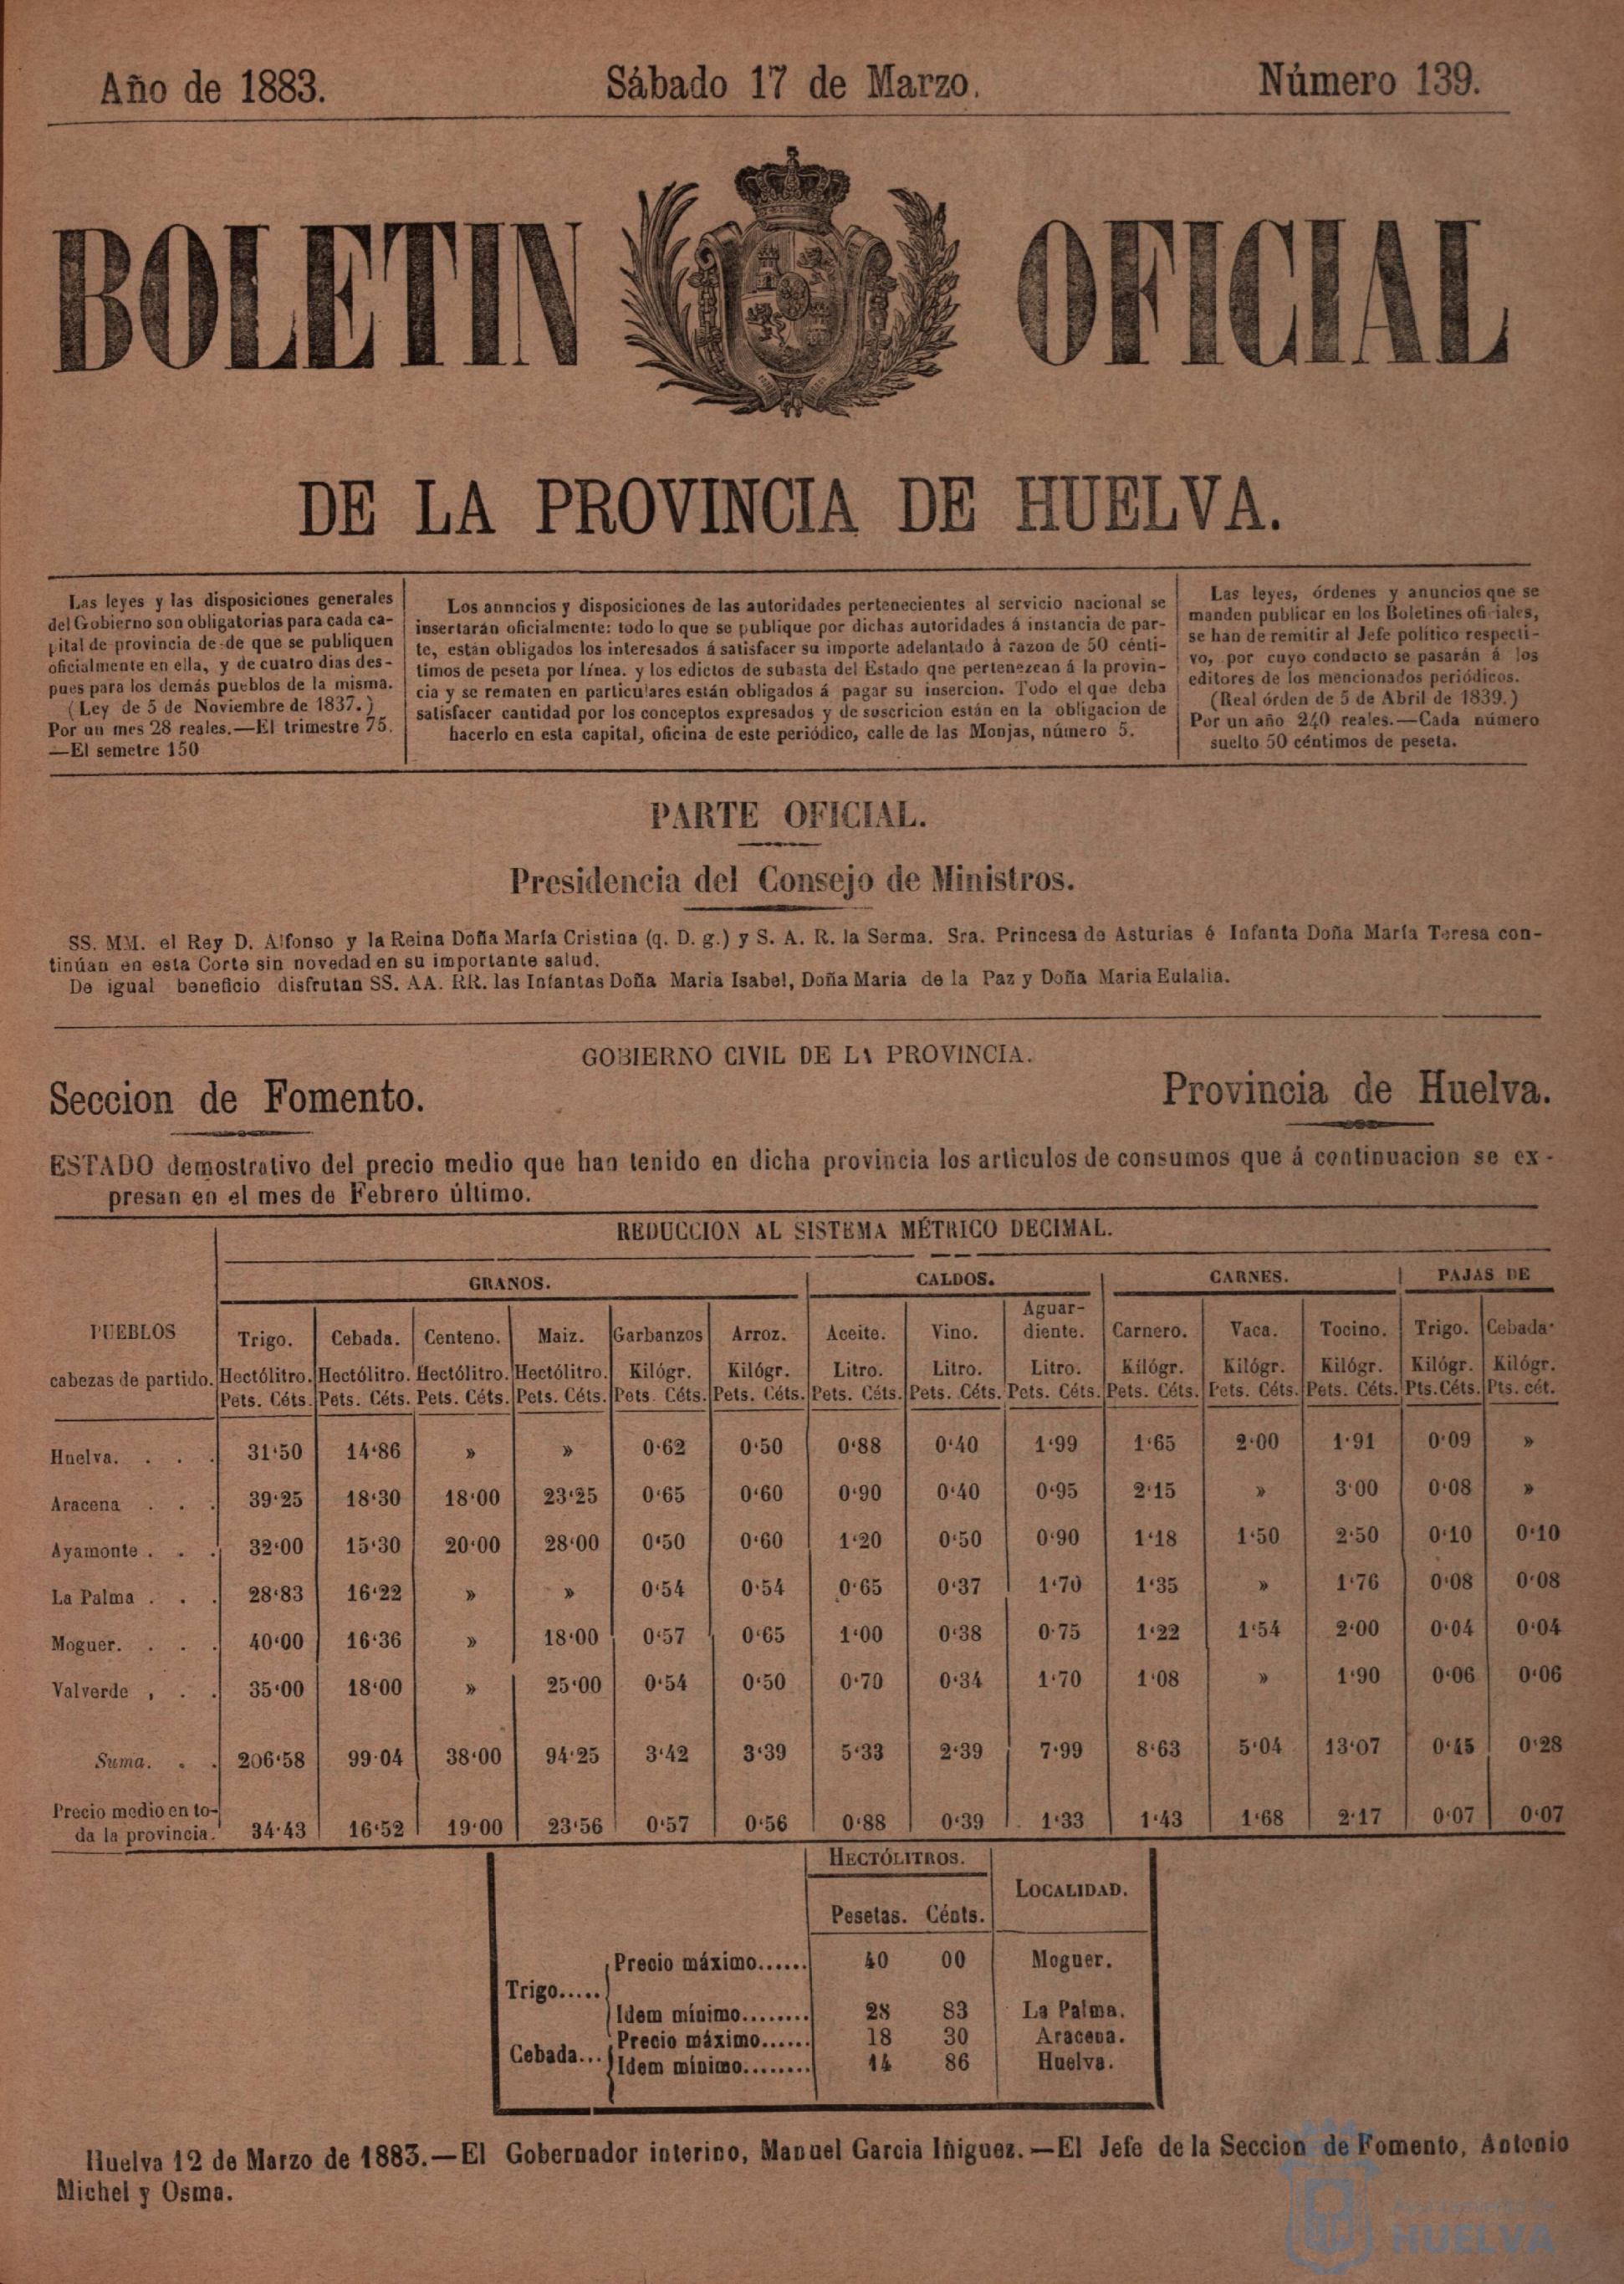 Año de 1883.
Sábado 17 de Marzo.
Número 139.
BOLETIN OFICIAL
DE LA PROVINCIA DE HUELVA.
Las leyes y las disposiciones generales
del Gobierno son obligatorias para cada ca-
pital de provincia desde que se publiquen
oficialmente en ella, y de cuatro dias des-
pues para los demás pueblos de la misma.
(Ley de 5 de Noviembre de 1837.)
Por un mes 28 reales.—El trimestre 75.
—El semetre 150
Los annncios y disposiciones de las autoridades pertenecientes al servicio nacional se
insertarán oficialmente: todo lo que se publique por dichas autoridades á instancia de par-
te, están obligados los interesados á satisfacer su importe adelantado á razon de 50 cénti-
timos de peseta por línea. y los edictos de subasta del Estado qne pertenezcan á la provin-
cia y se rematen en particulares están obligados á pagar su insercion. Todo el que deba
satisfacer cantidad por los conceptos expresados y de suscricion están en la obligacion de
hacerlo en esta capital, oficina de este periódico, calle de las Monjas, número 5.
Las leyes, órdenes y anuncios que se
manden publicar en los Boletines oficiales,
se han de remitir al Jefe político respecti-
vo, por cuyo conducto se pasarán á los
editores de los mencionados periódicos.
(Real órden de 5 de Abril de 1839.)
Por un año 240 reales.—Cada número
suelto 50 céntimos de peseta.
PARTE OFICIAL.
Presidencia del Consejo de Ministros.
SS. MM. el Rey D. Alfonso y la Reina Doña María Cristina (q. D. g.) y S. A. R. la Serma. Sra. Princesa de Asturias é Infanta Doña María Teresa con-
tinúan en esta Corte sin novedad en su importante salud.
De igual beneficio disfrutan SS. AA. RR. las Infantas Doña Maria Isabel, Doña Maria de la Paz y Doña Maria Eulalia.
GOBIERNO CIVIL DE LA PROVINCIA.
Seccion de Fomento.
Provincia de Huelva.
ESTADO demostrativo del precio medio que han tenido en dicha provincia los articulos de consumos que á continuacion se ex-
presan en el mes de Febrero último.
REDUCCION AL SISTEMA MÉTRICO DECIMAL.
GRANOS. CALDOS. CARNES. PAJAS DE
PUEBLOS Trigo. Cebada. Centeno. Maiz. Garbanzos Arroz. Aceite. Vino. Aguar-diente. Carnero. Vaca. Tocino. Trigo. Cebada·
cabezas de partido. Hectólitro. Hectólitro. Hectólitro. Hectólitro. Kilógr. Kilógr. Litro. Litro. Litro. Kilógr. Kilógr. Kilógr. Kilógr. Kilógr.
Pets. Céts. Pets. Céts. Pets. Céts. Pets. Céts. Pets. Céts. Pets. Céts. Pets. Céts. Pets. Céts. Pets. Céts. Pets. Céts. Pets. Céts. Pets. Céts. Pts.Céts. Pts. cét.
Huelva. . . . 31'50 14'86 » » 0·62 0'50 0'88 0'40 1'99 1'65 2'00 1'91 0'09 »
Aracena . . . 39'25 18'30 18'00 23'25 0'65 0'60 0'90 0'40 0'95 2'15 » 3'00 0'08 »
Ayamonte . . . 32'00 15'30 20'00 28'00 0'50 0'60 1'20 0'50 0'90 1'18 1'50 2'50 0'10 0'10
La Palma . . . 28'83 16'22 » » 0'54 0'54 0'65 0'37 1'70 1'35 » 1'76 0'08 0'08
Moguer. . . . 40'00 16'36 » 18'00 0'57 0'65 1'00 0'38 0·75 1'22 1'54 2'00 0'04 0'04
Valverde , . . 35'00 18'00 » 25'00 0'54 0'50 0'70 0'34 1'70 1'08 » 1'90 0'06 0'06
Suma. . . 206'58 99·04 38'00 94'25 3'42 3'39 5'33 2'39 7'99 8'63 5'04 13'07 0'45 0'28
Precio medio en to-
da la provincia. 34'43 16'52 19'00 23'56 0'57 0'56 0'88 0'39 1'33 1'43 1'68 2'17 0'07 0'07
HECTÓLITROS.
LOCALIDAD.
Pesetas. Cénts.
Precio máximo...... 40 00 Moguer.
Trigo.....
Idem mínimo........ 28 83 La Palma.
Precio máximo...... 18 30 Aracena.
Cebada...
Idem mínimo........ 14 86 Huelva.
Huelva 12 de Marzo de 1883.—El Gobernador interino, Manuel Garcia Iñiguez.—El Jefe de la Seccion de Fomento, Antonio
Michel y Osma.
HUELVA